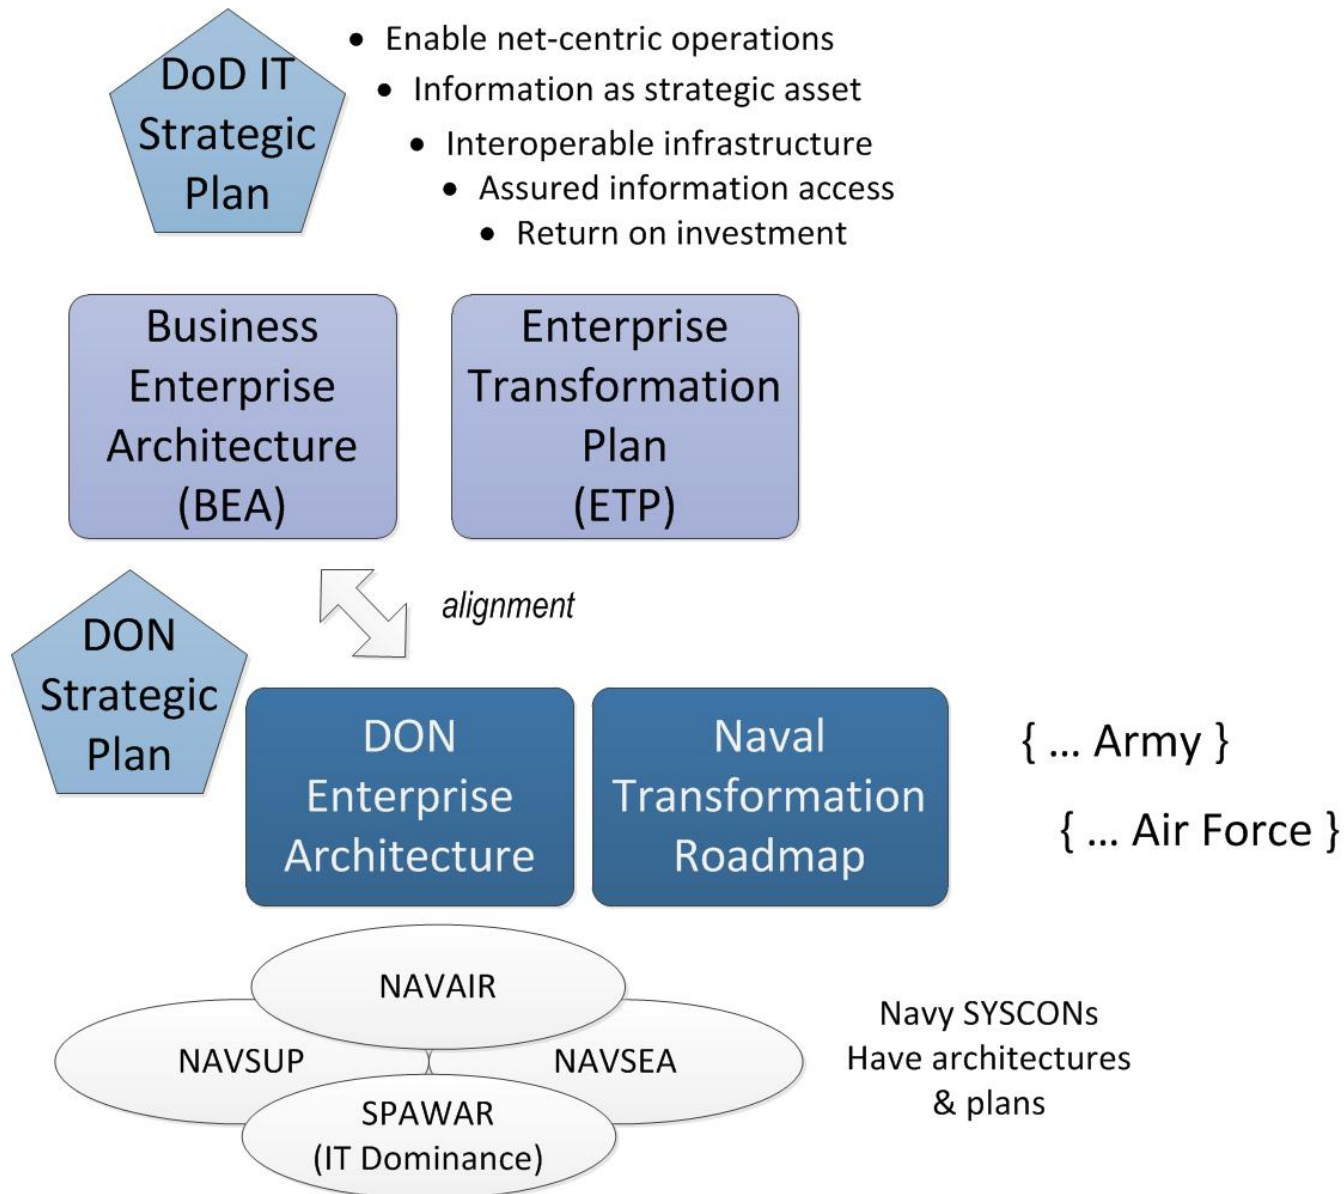 DoD IT
Strategic
Plan
• Enable net-centric operations
• Information as strategic asset
• Interoperable infrastructure
• Assured information access
• Return on investment
Business
Enterprise
Architecture
(BEA)
Enterprise
Transformation
Plan
(ETP)
alignment
DON
Strategic
Plan
DON
Enterprise
Architecture
Naval
Transformation
Roadmap
{ ... Army }
{ ... Air Force }
NAVAIR
NAVSUP
NAVSEA
SPAWAR
(IT Dominance)
Navy SYSCONs
Have architectures
& plans